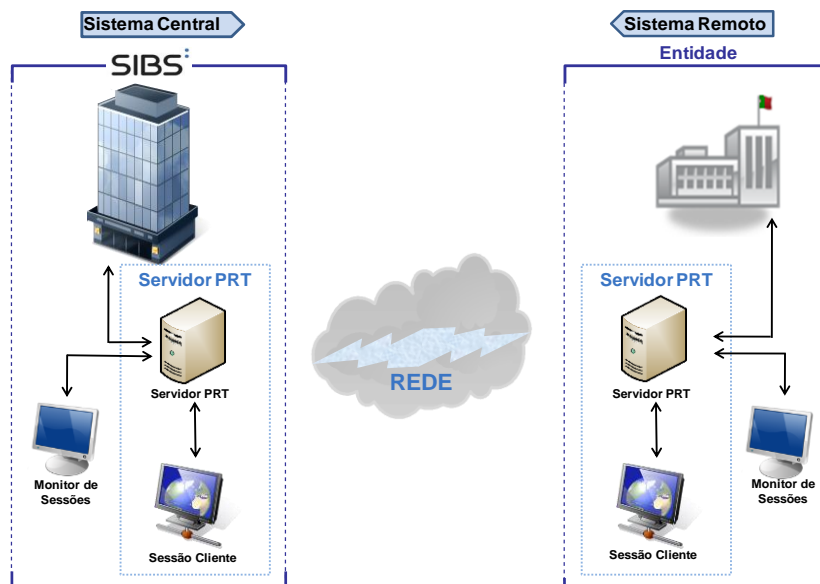 Sistema Central
Sistema Remoto
SIBS
Entidade
Servidor PRT
Servidor PRT
REDE
Servidor PRT
Servidor PRT
Monitor de
Sessões
Monitor de
Sessões
Sessão Cliente
Sessão Cliente